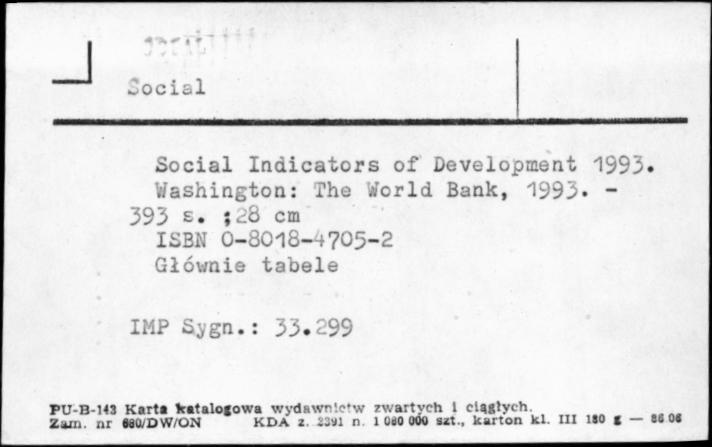 Social
Social Indicators of Development 1993.
Washington: The World Bank, 1993. -
393 s. ;28 cm
ISBN 0-8018-4705-2
Głównie tabele
IMP Sygn.: 33.299
PU-B-143 Karta katalogowa wydawnictw zwartych i ciągłych.
Zam. nr 680/DW/ON KDA z. 2391 n. 1 080 000 szt., karton kl. III 180 g — 86.06